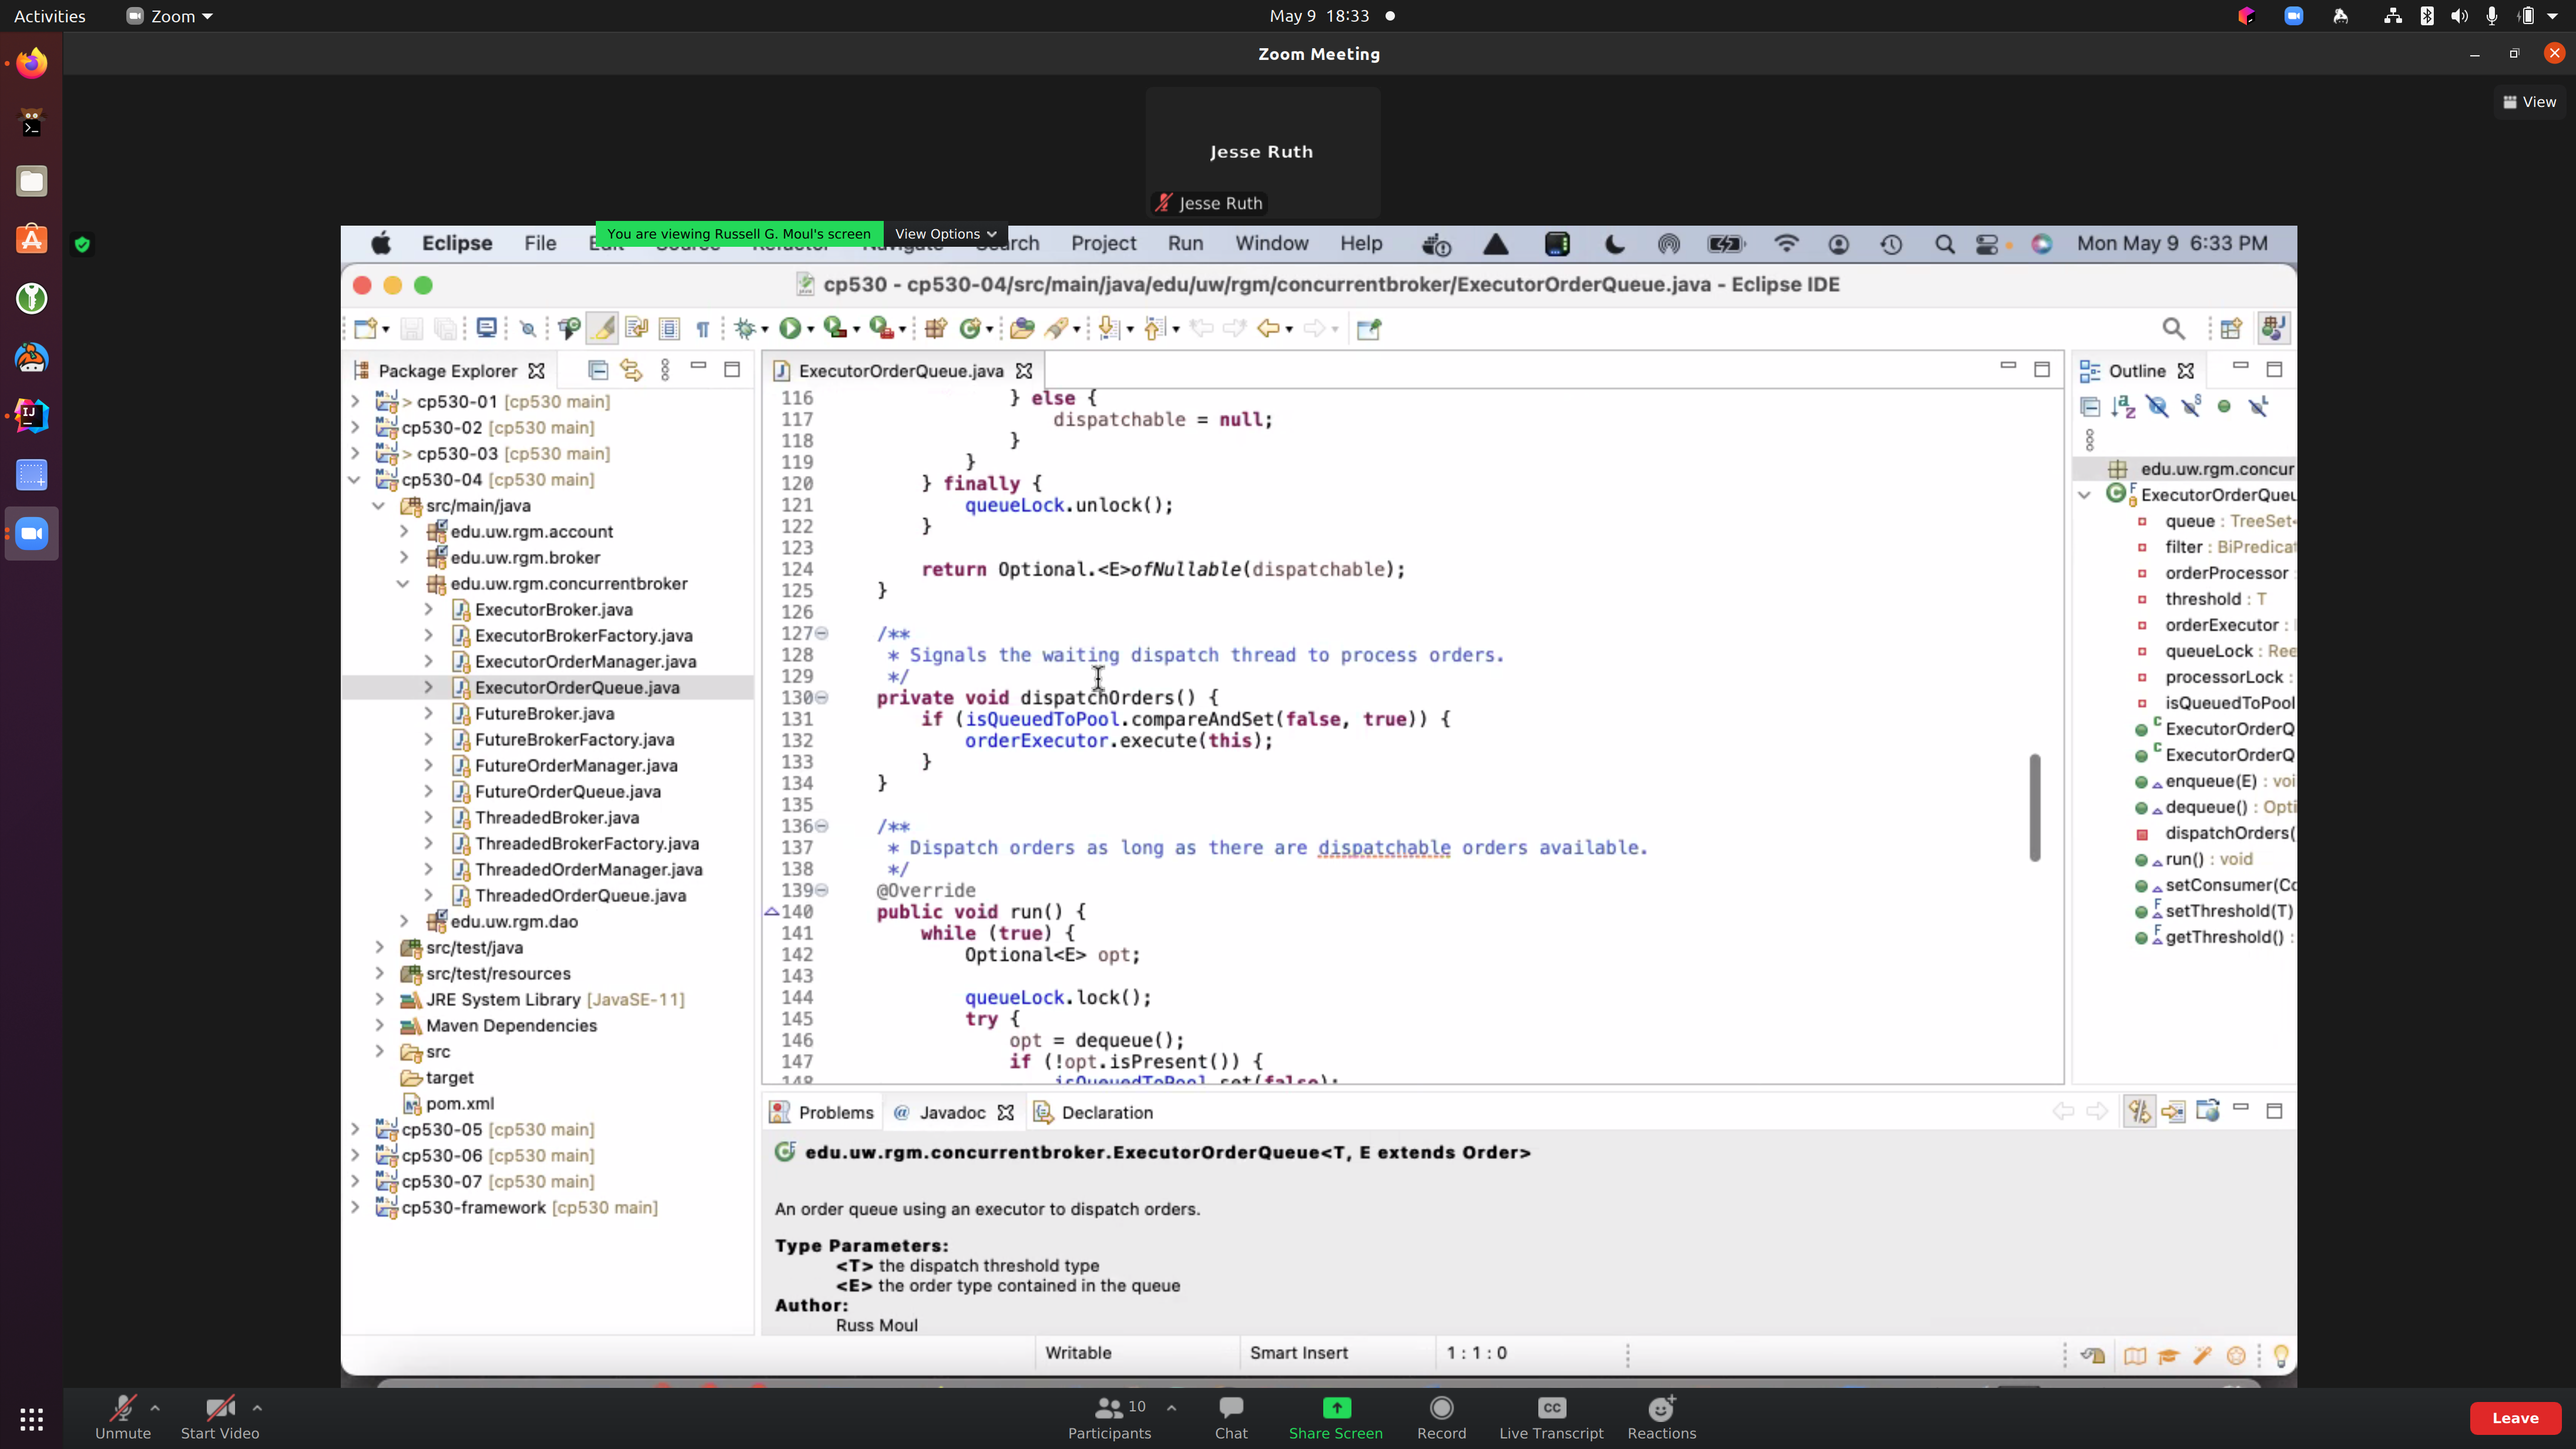 Activities
Zoom
May 9 18:33
Zoom Meeting
View
Jesse Ruth
Jesse Ruth
You are viewing Russell G. Moul's screen
View Options
Eclipse File Project Run Window Help
Mon May 9 6:33 PM
cp530 - cp530-04/src/main/java/edu/uw/rgm/concurrentbroker/ExecutorOrderQueue.java - Eclipse IDE
Package Explorer
> cp530-01 [cp530 main]
cp530-02 [cp530 main]
> cp530-03 [cp530 main]
cp530-04 [cp530 main]
src/main/java
edu.uw.rgm.account
edu.uw.rgm.broker
edu.uw.rgm.concurrentbroker
ExecutorBroker.java
ExecutorBrokerFactory.java
ExecutorOrderManager.java
ExecutorOrderQueue.java
FutureBroker.java
FutureBrokerFactory.java
FutureOrderManager.java
FutureOrderQueue.java
ThreadedBroker.java
ThreadedBrokerFactory.java
ThreadedOrderManager.java
ThreadedOrderQueue.java
edu.uw.rgm.dao
src/test/java
src/test/resources
JRE System Library [JavaSE-11]
Maven Dependencies
src
target
pom.xml
cp530-05 [cp530 main]
cp530-06 [cp530 main]
cp530-07 [cp530 main]
cp530-framework [cp530 main]
ExecutorOrderQueue.java
116 } else {
117 dispatchable = null;
118 }
119 }
120 } finally {
121 queueLock.unlock();
122 }
123
124 return Optional.<E>ofNullable(dispatchable);
125 }
126
127 /**
128 * Signals the waiting dispatch thread to process orders.
129 */
130 private void dispatchOrders() {
131 if (isQueuedToPool.compareAndSet(false, true)) {
132 orderExecutor.execute(this);
133 }
134 }
135
136 /**
137 * Dispatch orders as long as there are dispatchable orders available.
138 */
139 @Override
140 public void run() {
141 while (true) {
142 Optional<E> opt;
143
144 queueLock.lock();
145 try {
146 opt = dequeue();
147 if (!opt.isPresent()) {
148 isQueuedToPool.set(false);
Outline
edu.uw.rgm.concur
ExecutorOrderQueu
queue : TreeSet<
filter : BiPredicat
orderProcessor
threshold : T
orderExecutor :
queueLock : Ree
processorLock :
isQueuedToPool
ExecutorOrderQ
ExecutorOrderQ
enqueue(E) : voi
dequeue() : Opti
dispatchOrders(
run() : void
setConsumer(Co
setThreshold(T)
getThreshold() :
Problems
@ Javadoc
Declaration
edu.uw.rgm.concurrentbroker.ExecutorOrderQueue<T, E extends Order>
An order queue using an executor to dispatch orders.
Type Parameters:
<T> the dispatch threshold type
<E> the order type contained in the queue
Author:
Russ Moul
Writable
Smart Insert
1 : 1 : 0
Unmute
Start Video
Participants
10
Chat
Share Screen
Record
CC
Live Transcript
Reactions
Leave